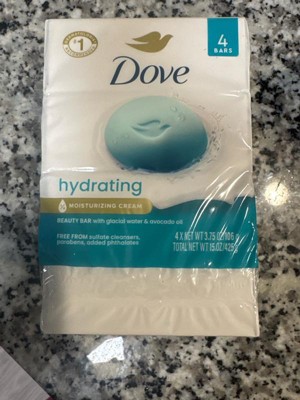 #1
4
BARS
Dove
hydrating
MOISTURIZING CREAM
BEAUTY BAR with glacial water & avocado oil
FREE FROM sulfate cleansers,
parabens, added phthalates
4 X NET WT 3.75 OZ/106 g
TOTAL NET WT 15 OZ/425 g